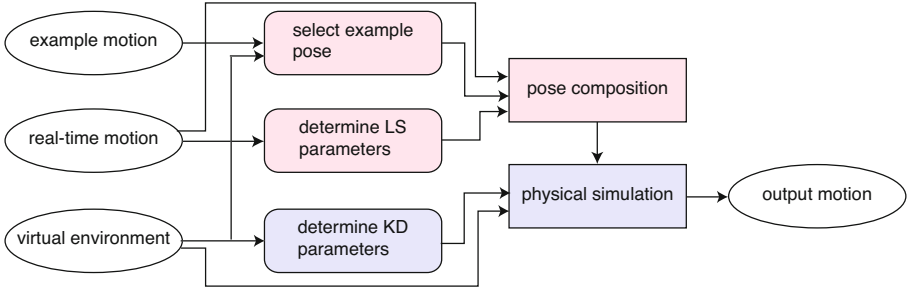 example motion
select example
pose
pose composition
real-time motion
determine LS
parameters
physical simulation
output motion
virtual environment
determine KD
parameters